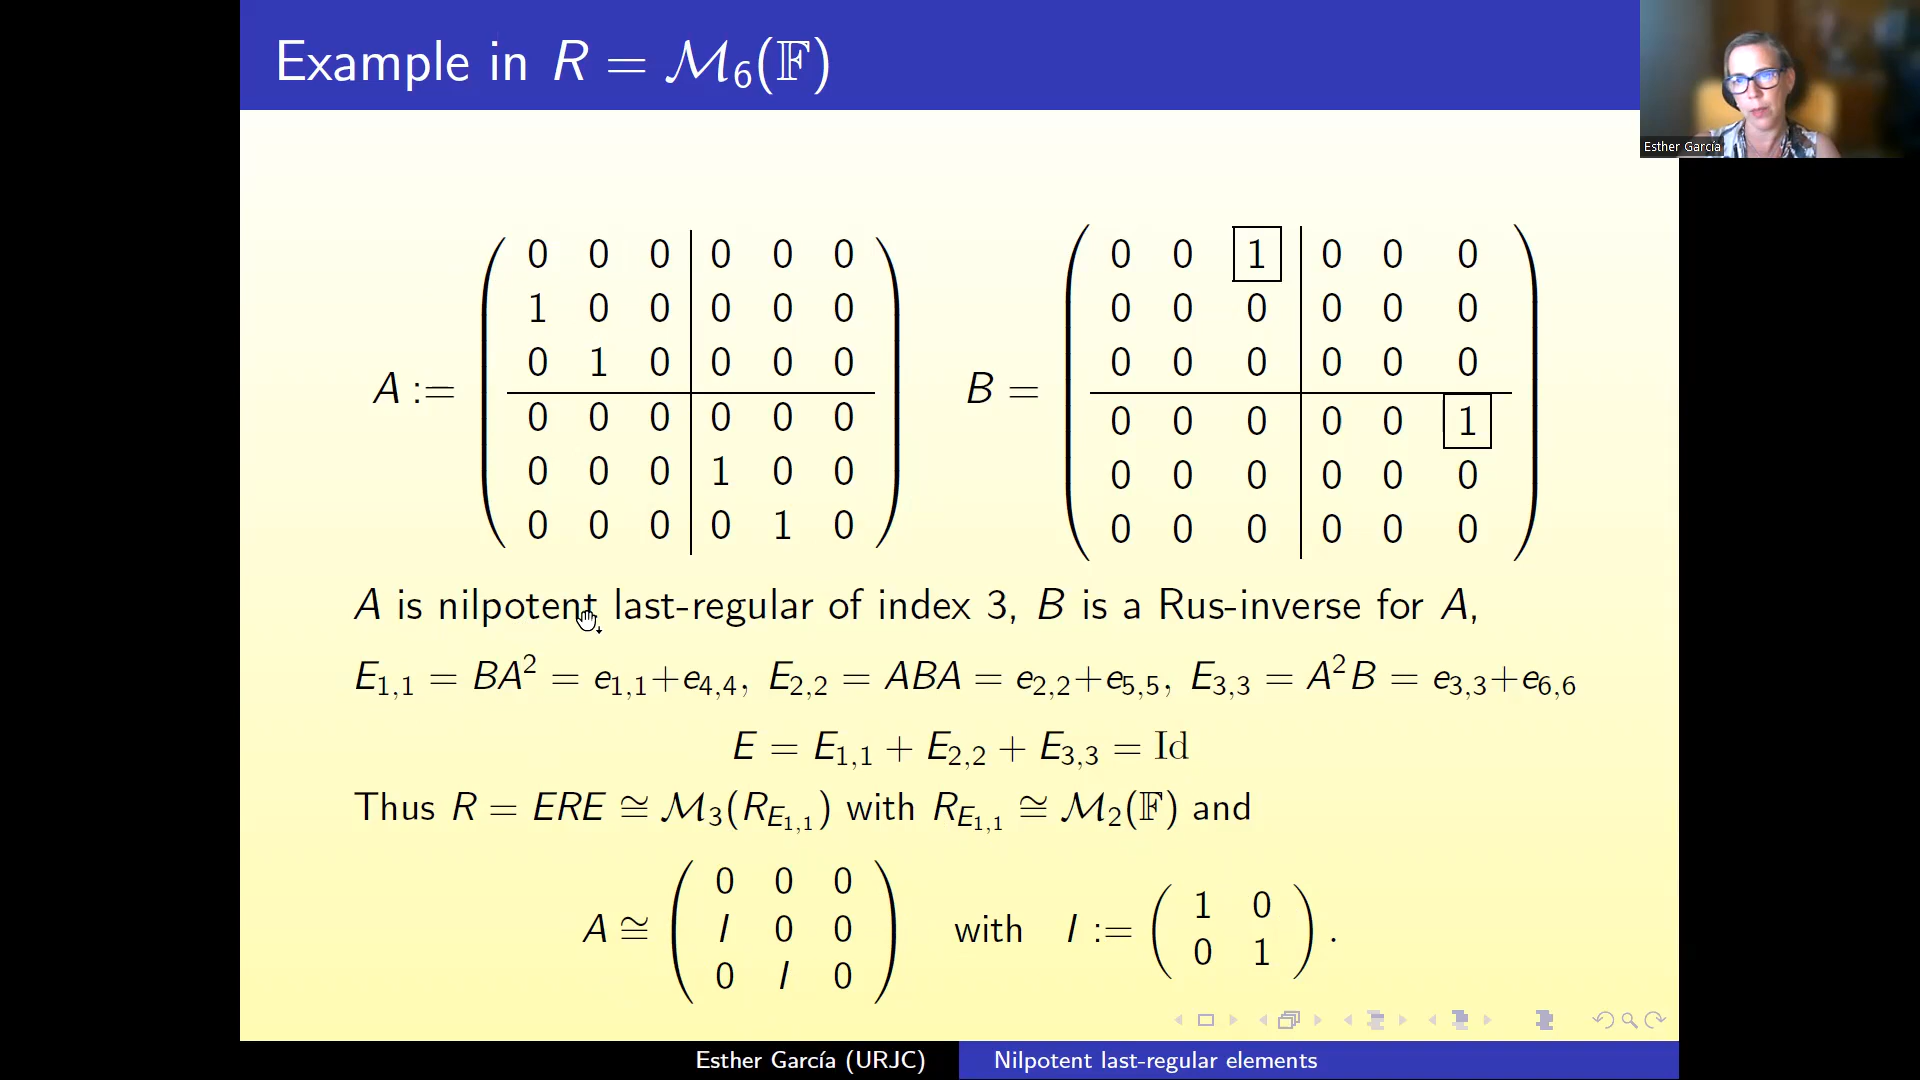 Example in R = ℳ₆(𝔽)
Esther García
A := ( 0 0 0 | 0 0 0
1 0 0 | 0 0 0
0 1 0 | 0 0 0
0 0 0 | 0 0 0
0 0 0 | 1 0 0
0 0 0 | 0 1 0 )
B = ( 0 0 1 | 0 0 0
0 0 0 | 0 0 0
0 0 0 | 0 0 0
0 0 0 | 0 0 1
0 0 0 | 0 0 0
0 0 0 | 0 0 0 )
A is nilpotent last-regular of index 3, B is a Rus-inverse for A,
E₁,₁ = BA² = e₁,₁+e₄,₄, E₂,₂ = ABA = e₂,₂+e₅,₅, E₃,₃ = A²B = e₃,₃+e₆,₆
E = E₁,₁ + E₂,₂ + E₃,₃ = Id
Thus R = ERE ≅ ℳ₃(R_{E₁,₁}) with R_{E₁,₁} ≅ ℳ₂(𝔽) and
A ≅ ( 0 0 0
I 0 0
0 I 0 )
with I := ( 1 0
0 1 ).
Esther García (URJC)
Nilpotent last-regular elements